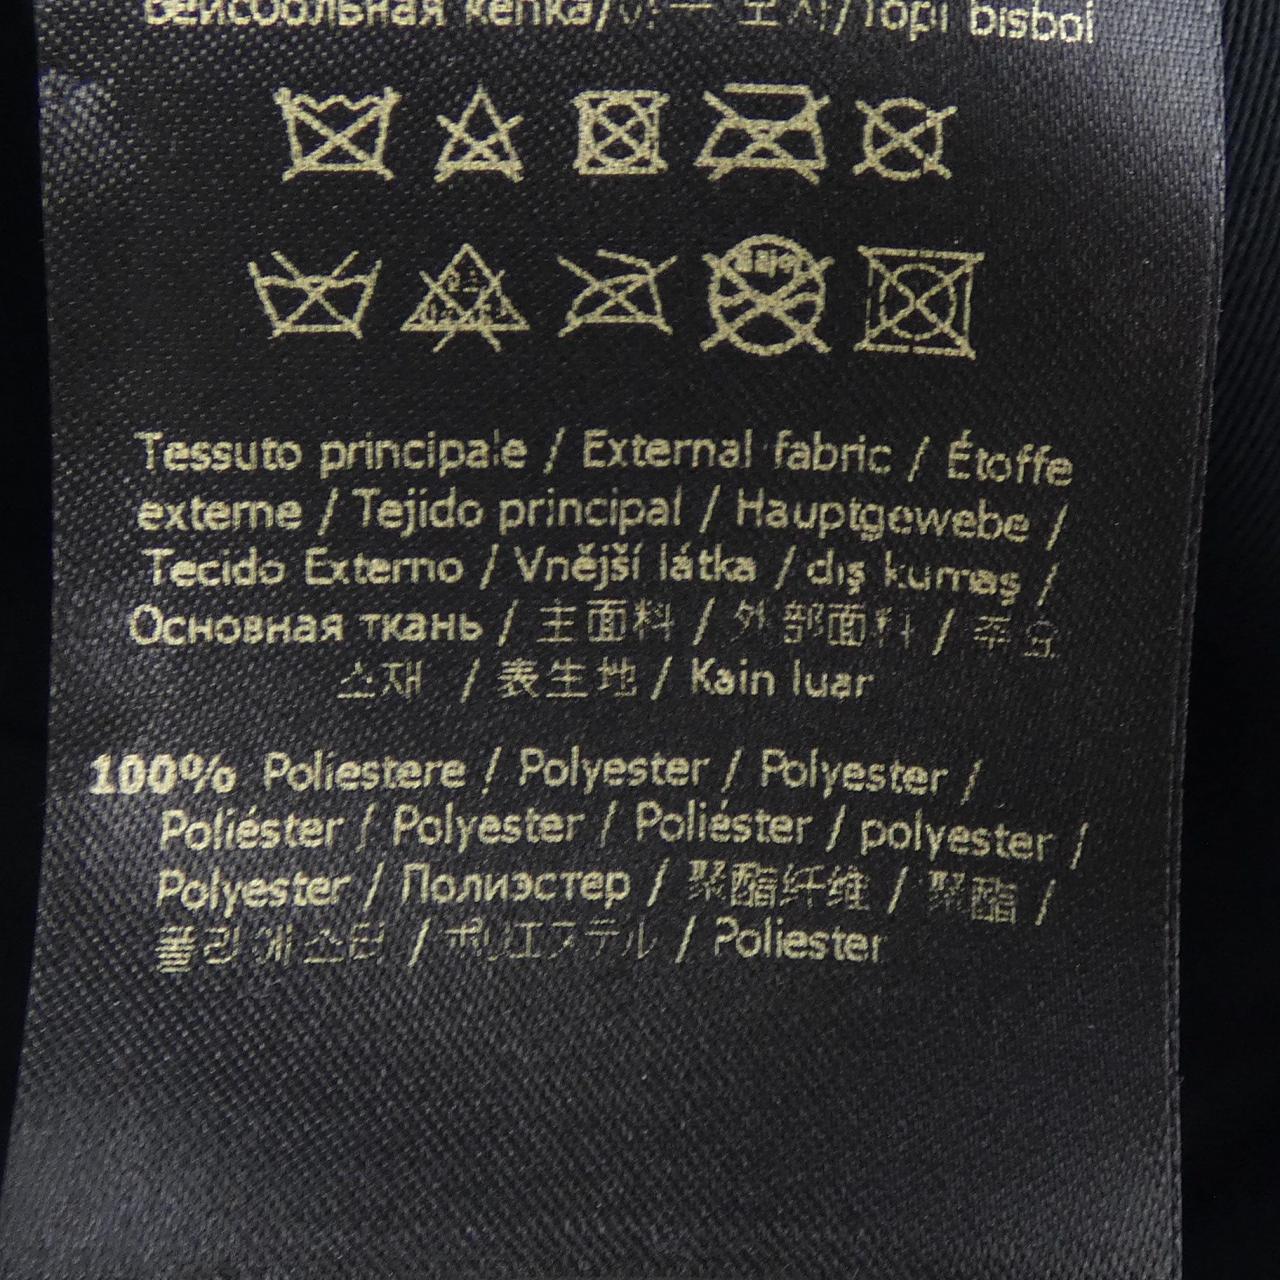 бейсбольная кепка/야구 모자/Topi bisbol
Tessuto principale / External fabric / Étoffe
externe / Tejido principal / Hauptgewebe /
Tecido Externo / Vnější látka / dış kumaş /
Основная ткань / 主面料 / 外部面料 / 주요
소재 / 表生地 / Kain luar
100% Poliestere / Polyester / Polyester /
Poliéster / Polyester / Poliéster / polyester /
Polyester / Полиэстер / 聚酯纤维 / 聚酯 /
폴리에스터 / ポリエステル / Poliester